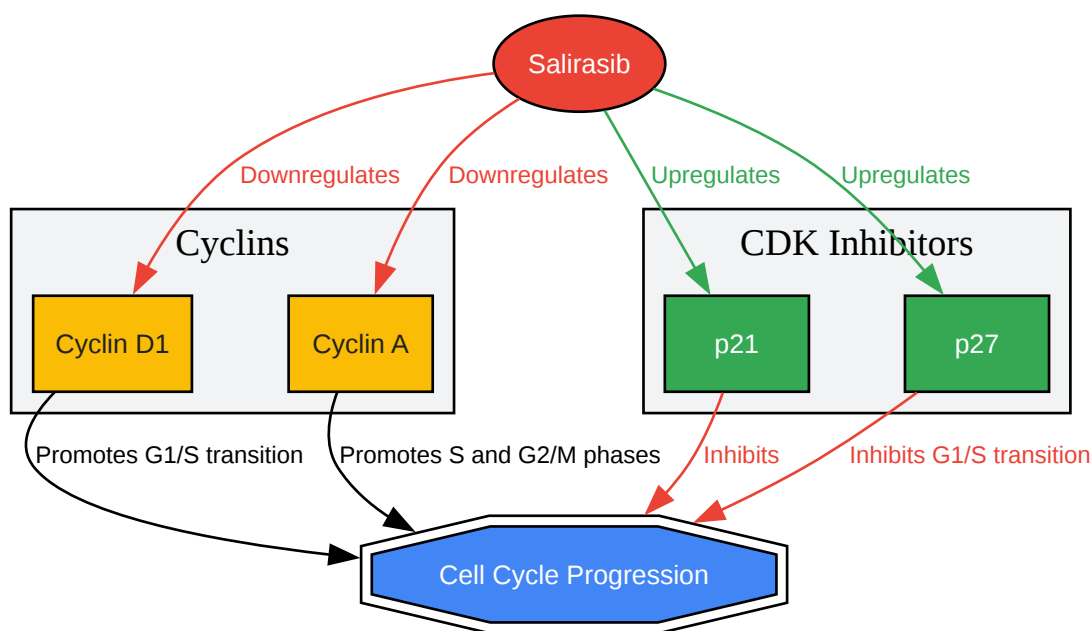 Salirasib
Downregulates
Downregulates
Upregulates
Upregulates
Cyclins
CDK Inhibitors
Cyclin D1
Cyclin A
p21
p27
Promotes G1/S transition
Promotes S and G2/M phases
Inhibits
Inhibits G1/S transition
Cell Cycle Progression